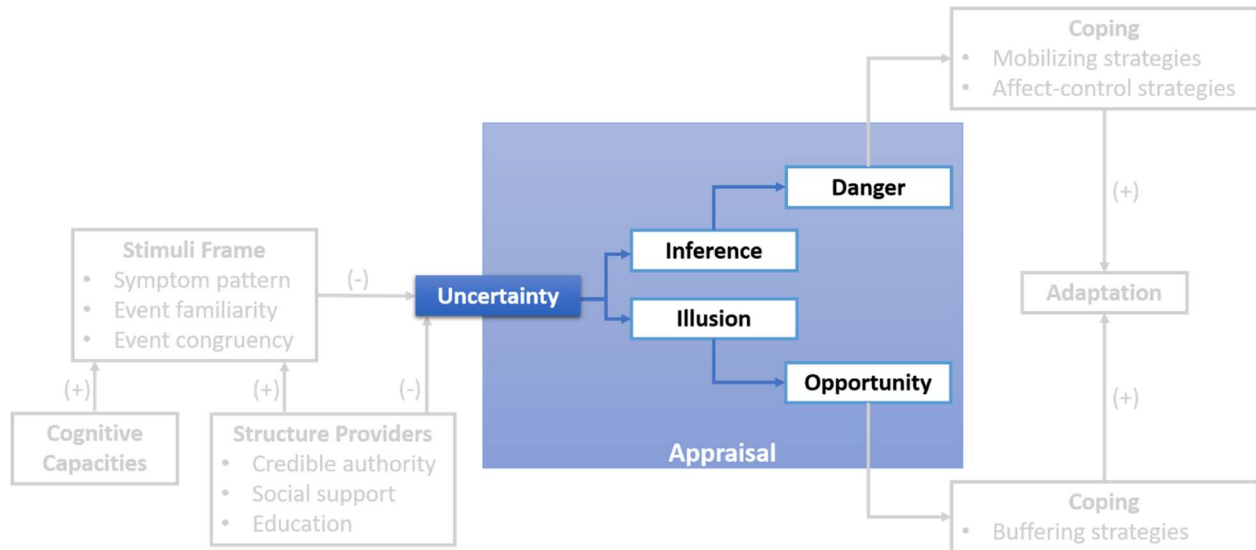 Coping
• Mobilizing strategies
• Affect-control strategies
Danger
(+)
Stimuli Frame
• Symptom pattern
• Event familiarity
• Event congruency
(-)
Inference
Uncertainty
Illusion
Adaptation
Opportunity
(+)
(+)
(+)
(-)
Cognitive
Capacities
Structure Providers
• Credible authority
• Social support
• Education
Appraisal
Coping
• Buffering strategies